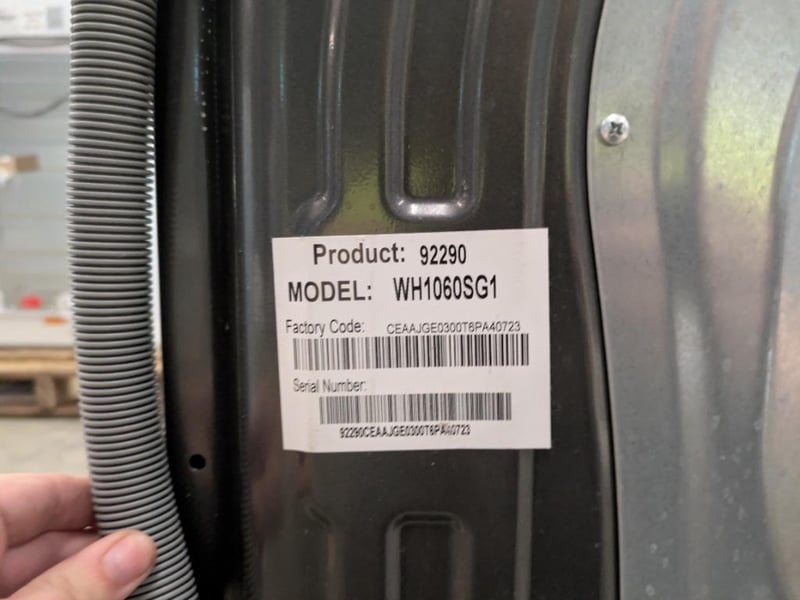 Product: 92290
MODEL: WH1060SG1
Factory Code: CEAAJGE0300T6PA40723
Serial Number:
92290CEAAJGE0300T6PA40723